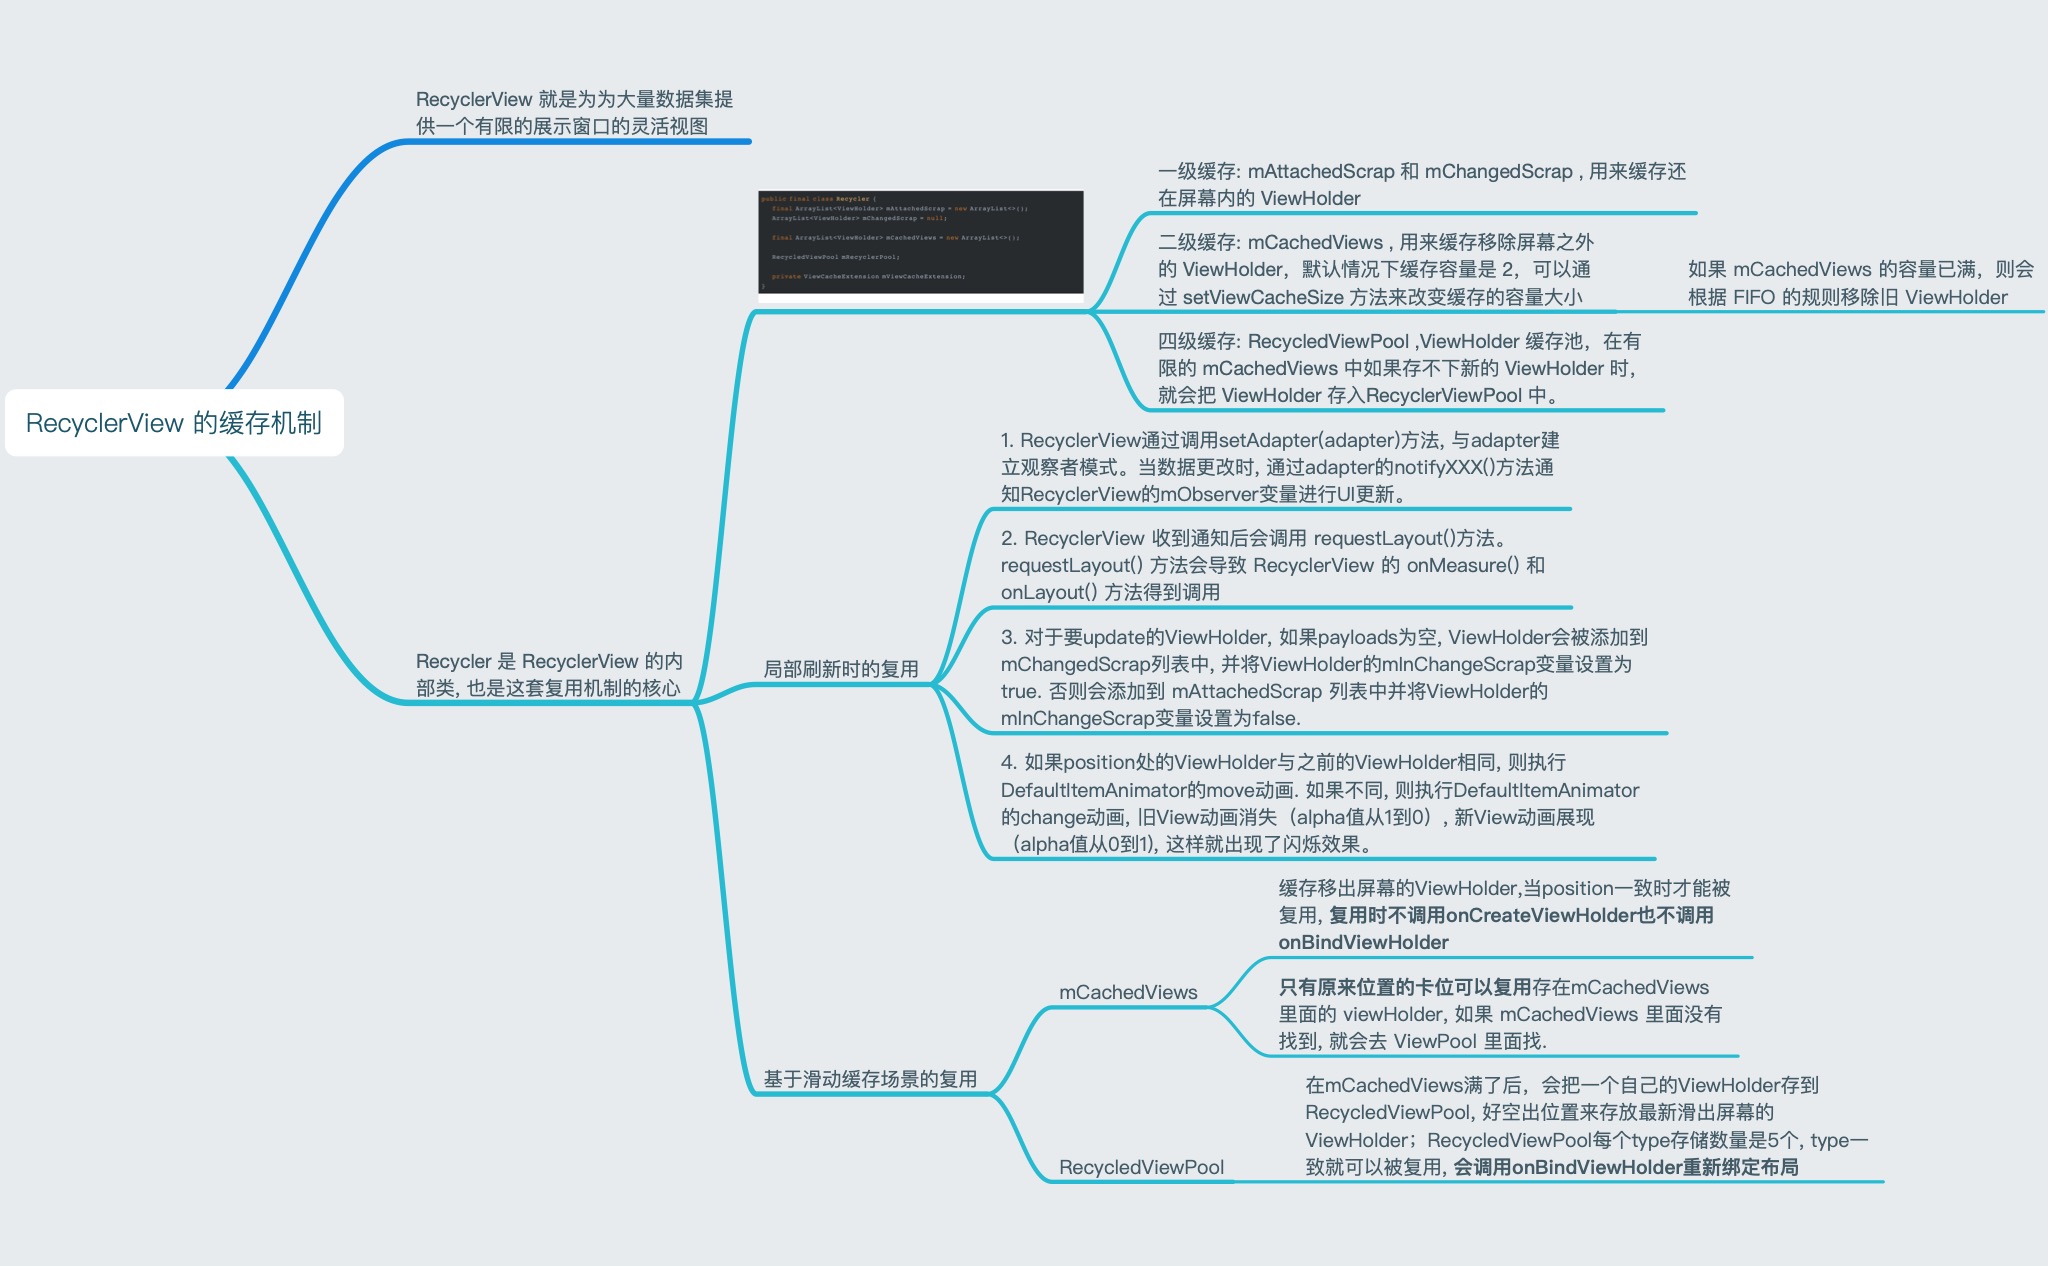 RecyclerView 的缓存机制
RecyclerView 就是为为大量数据集提
供一个有限的展示窗口的灵活视图
Recycler 是 RecyclerView 的内
部类, 也是这套复用机制的核心
public final class Recycler {
final ArrayList<ViewHolder> mAttachedScrap = new ArrayList<>();
ArrayList<ViewHolder> mChangedScrap = null;
final ArrayList<ViewHolder> mCachedViews = new ArrayList<>();
RecycledViewPool mRecyclerPool;
private ViewCacheExtension mViewCacheExtension;
}
一级缓存: mAttachedScrap 和 mChangedScrap , 用来缓存还
在屏幕内的 ViewHolder
二级缓存: mCachedViews , 用来缓存移除屏幕之外
的 ViewHolder，默认情况下缓存容量是 2，可以通
过 setViewCacheSize 方法来改变缓存的容量大小
如果 mCachedViews 的容量已满，则会
根据 FIFO 的规则移除旧 ViewHolder
四级缓存: RecycledViewPool ,ViewHolder 缓存池，在有
限的 mCachedViews 中如果存不下新的 ViewHolder 时,
就会把 ViewHolder 存入RecyclerViewPool 中。
局部刷新时的复用
1. RecyclerView通过调用setAdapter(adapter)方法, 与adapter建
立观察者模式。当数据更改时, 通过adapter的notifyXXX()方法通
知RecyclerView的mObserver变量进行UI更新。
2. RecyclerView 收到通知后会调用 requestLayout()方法。
requestLayout() 方法会导致 RecyclerView 的 onMeasure() 和
onLayout() 方法得到调用
3. 对于要update的ViewHolder, 如果payloads为空, ViewHolder会被添加到
mChangedScrap列表中, 并将ViewHolder的mInChangeScrap变量设置为
true. 否则会添加到 mAttachedScrap 列表中并将ViewHolder的
mInChangeScrap变量设置为false.
4. 如果position处的ViewHolder与之前的ViewHolder相同, 则执行
DefaultItemAnimator的move动画. 如果不同, 则执行DefaultItemAnimator
的change动画, 旧View动画消失（alpha值从1到0）, 新View动画展现
（alpha值从0到1), 这样就出现了闪烁效果。
基于滑动缓存场景的复用
mCachedViews
缓存移出屏幕的ViewHolder,当position一致时才能被
复用, 复用时不调用onCreateViewHolder也不调用
onBindViewHolder
只有原来位置的卡位可以复用存在mCachedViews
里面的 viewHolder, 如果 mCachedViews 里面没有
找到, 就会去 ViewPool 里面找.
RecycledViewPool
在mCachedViews满了后，会把一个自己的ViewHolder存到
RecycledViewPool, 好空出位置来存放最新滑出屏幕的
ViewHolder；RecycledViewPool每个type存储数量是5个, type一
致就可以被复用, 会调用onBindViewHolder重新绑定布局